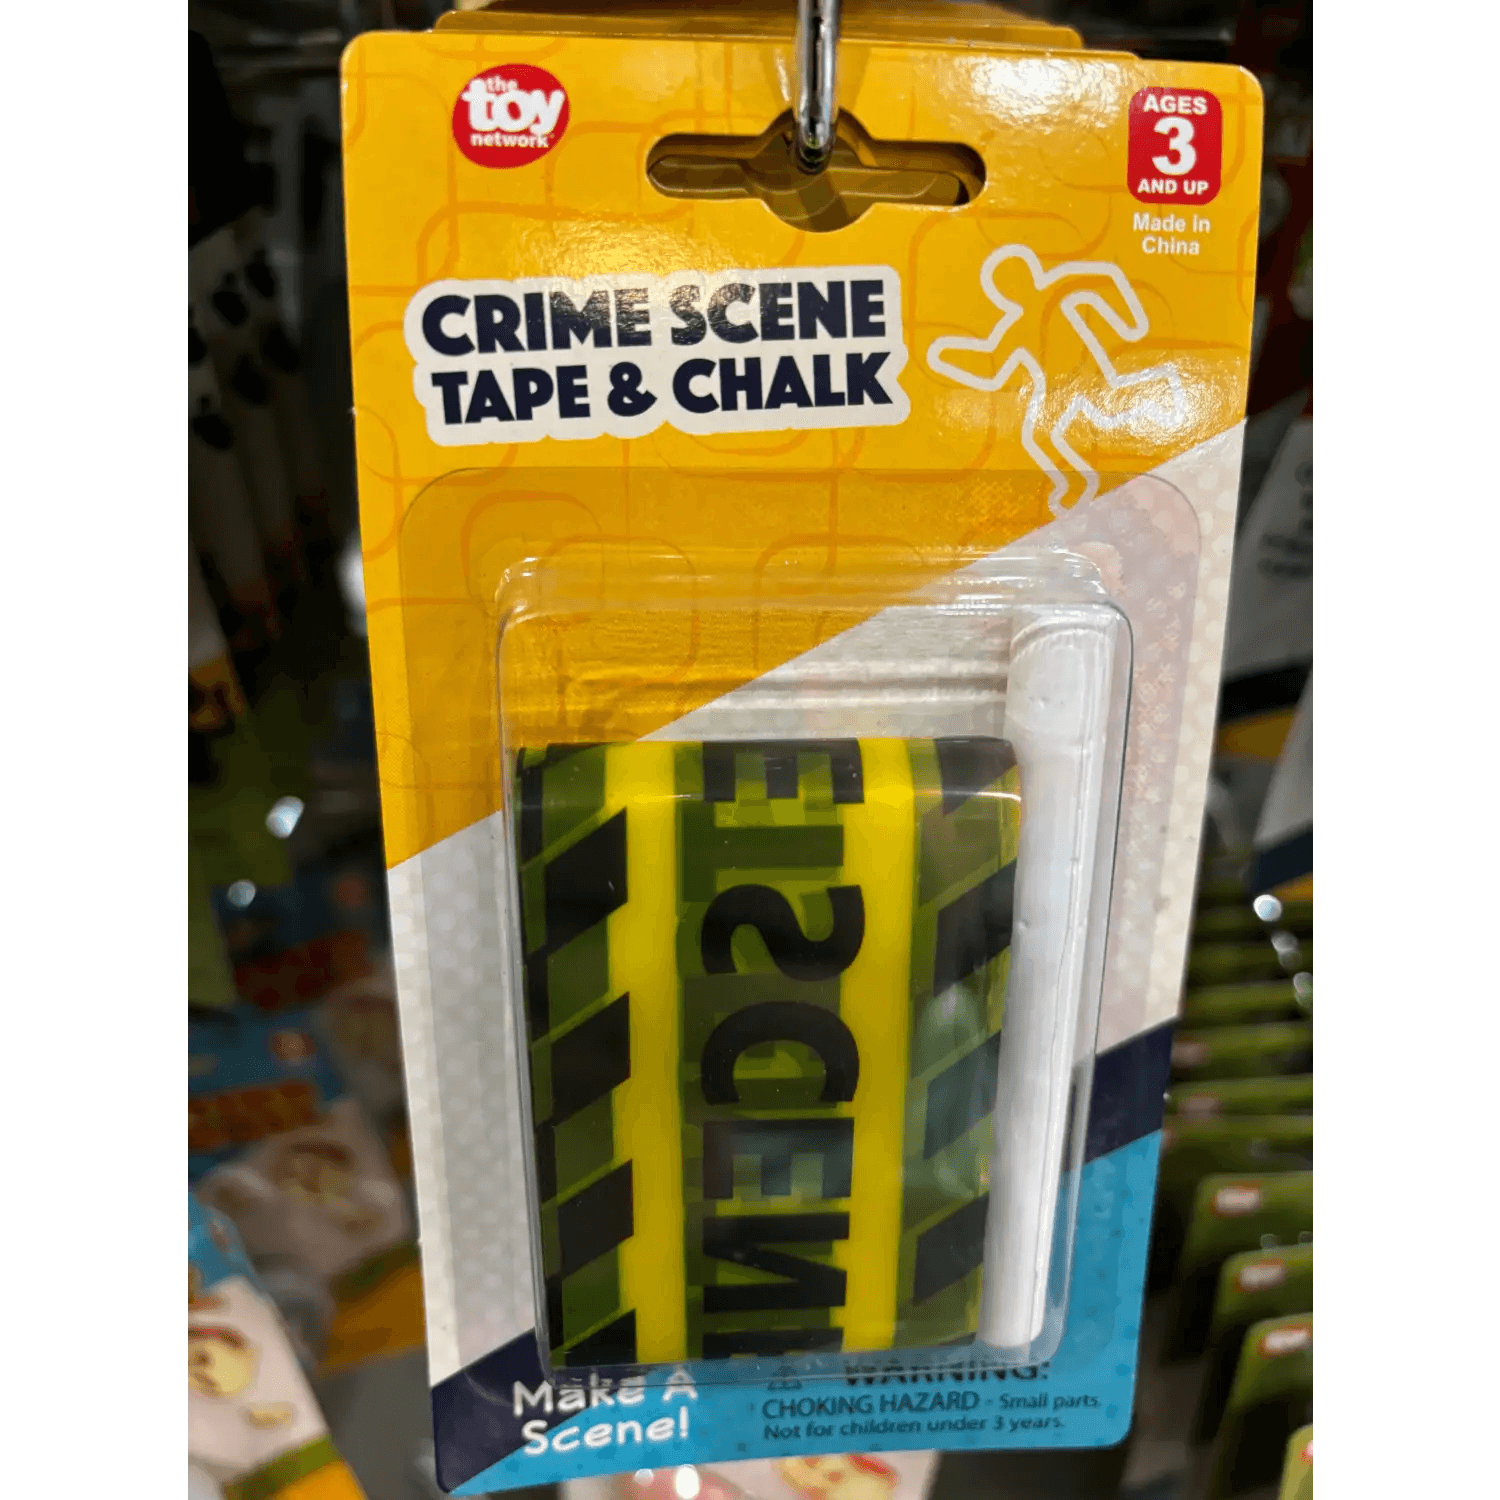 the
toy
network
AGES
3
AND UP
Made in
China
CRIME SCENE
TAPE & CHALK
E SCEN
Make A
Scene!
WARNING:
CHOKING HAZARD - Small parts.
Not for children under 3 years.